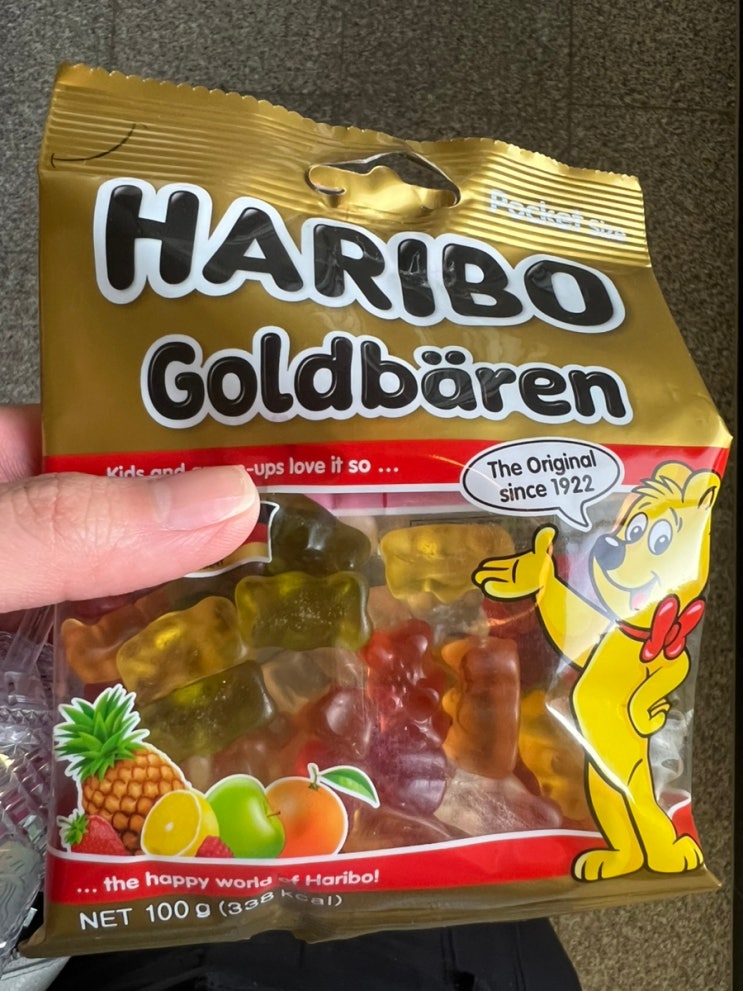 Pocket Size
HARIBO
Goldbären
Kids and -ups love it so ...
The Original
since 1922
... the happy world of Haribo!
NET 100 g (338 kcal)